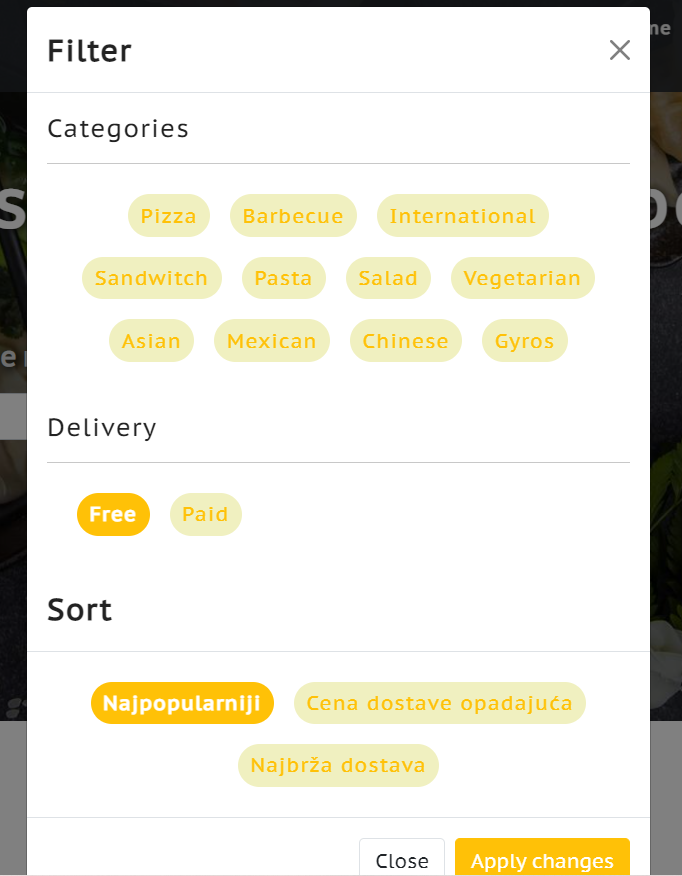 Filter
me
Categories
Pizza Barbecue International
Sandwitch Pasta Salad Vegetarian
Asian Mexican Chinese Gyros
Delivery
Free Paid
Sort
Najpopularniji Cena dostave opadajuća
Najbrža dostava
Close Apply changes